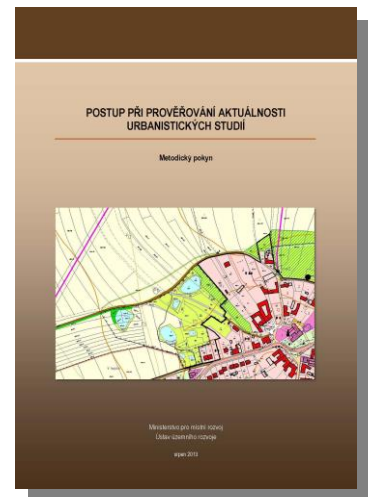 POSTUP PŘI PROVĚŘOVÁNÍ AKTUÁLNOSTI
URBANISTICKÝCH STUDIÍ
Metodický pokyn
Ministerstvo pro místní rozvoj
Ústav územního rozvoje